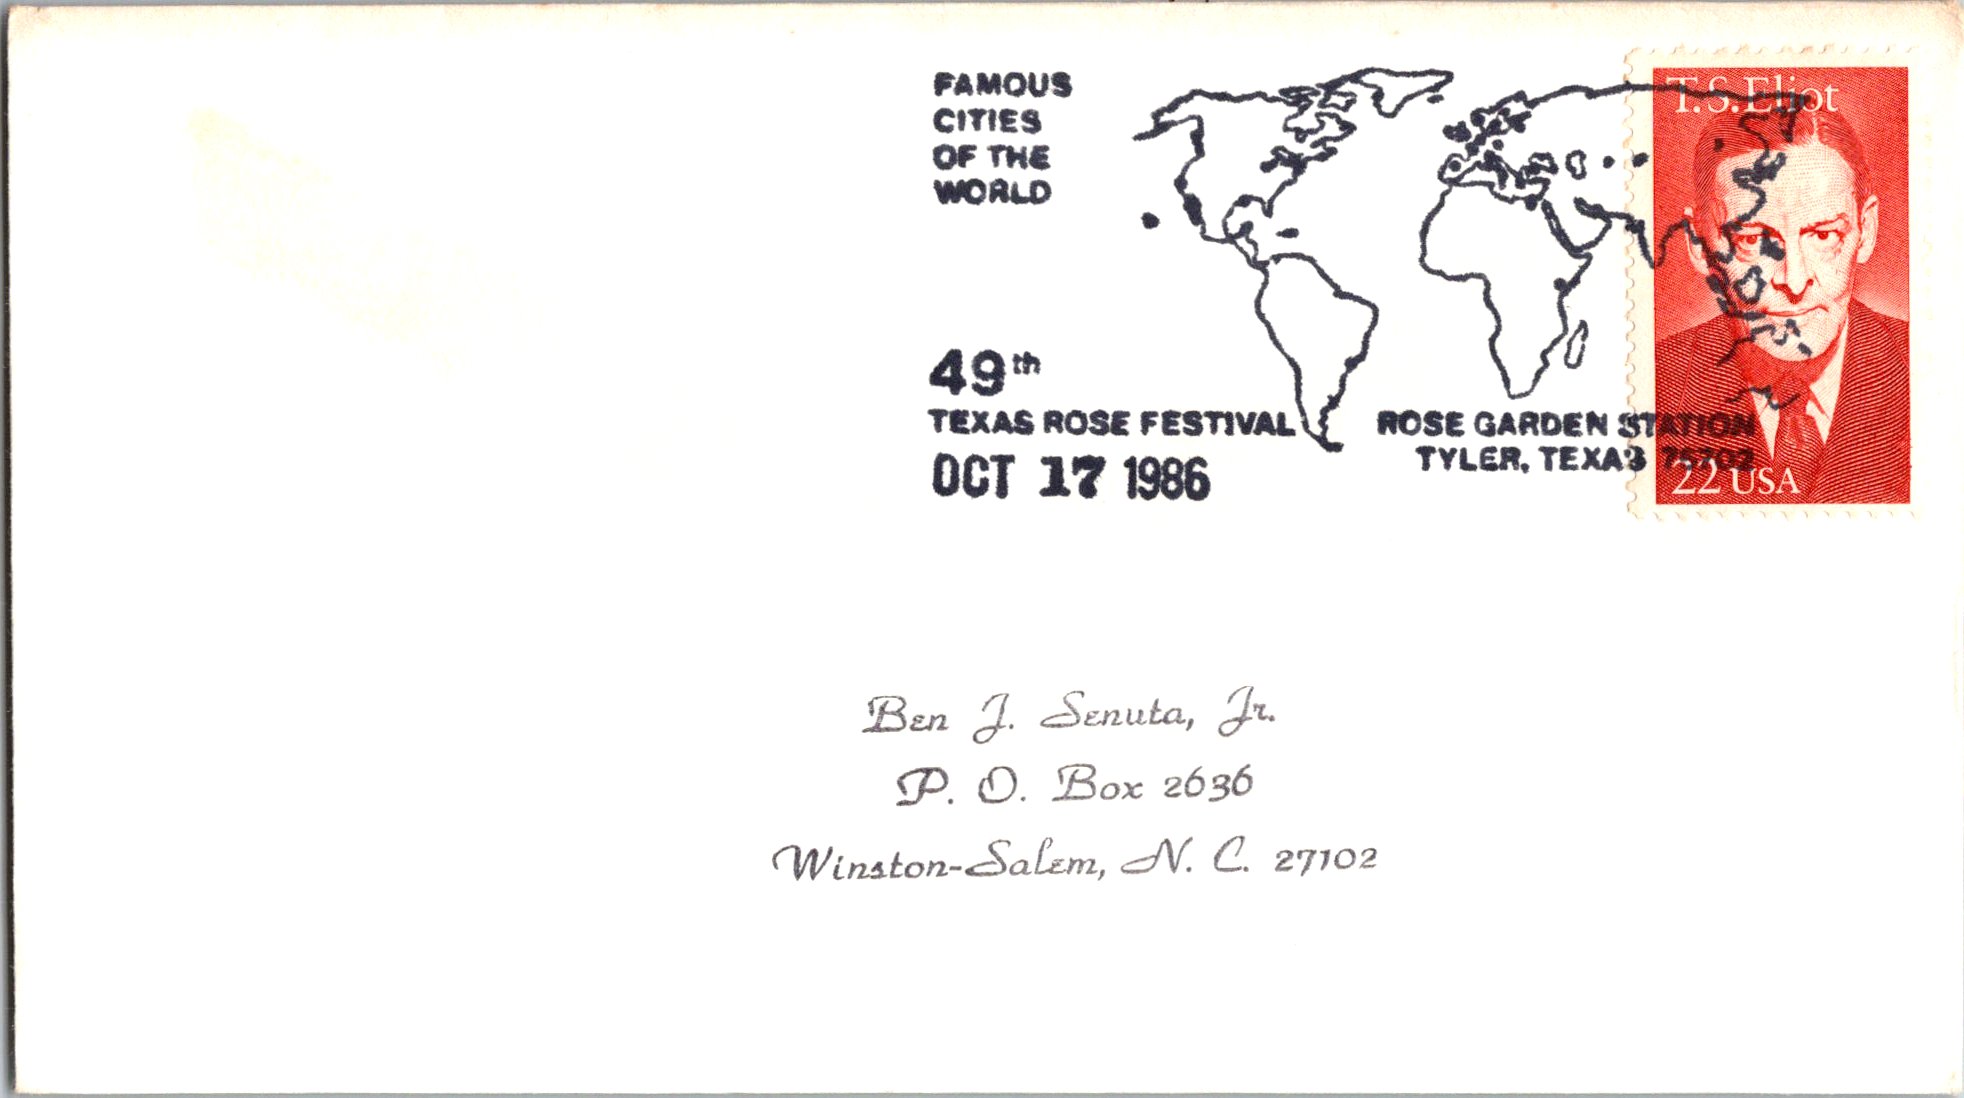 FAMOUS
CITIES
OF THE
WORLD
49th
TEXAS ROSE FESTIVAL
OCT 17 1986
ROSE GARDEN STATION
TYLER, TEXAS 75702
T.S.Eliot
22 USA
Ben J. Senuta, Jr.
P. O. Box 2636
Winston-Salem, N. C. 27102